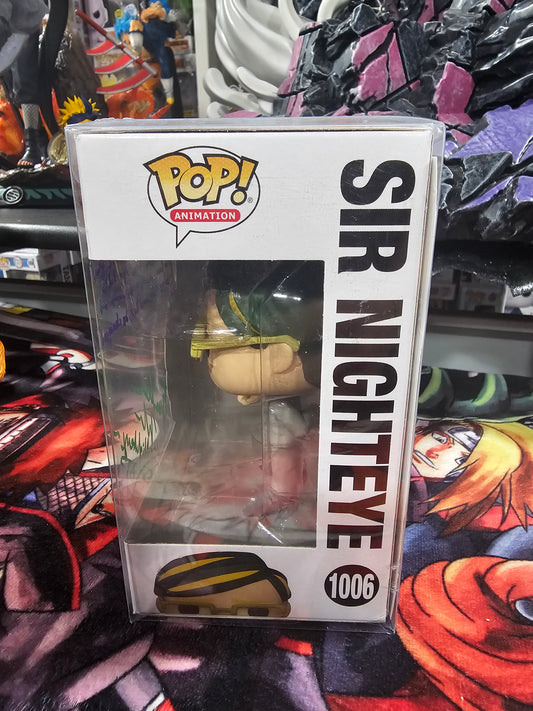 POP!
ANIMATION
SIR NIGHTEYE
1006